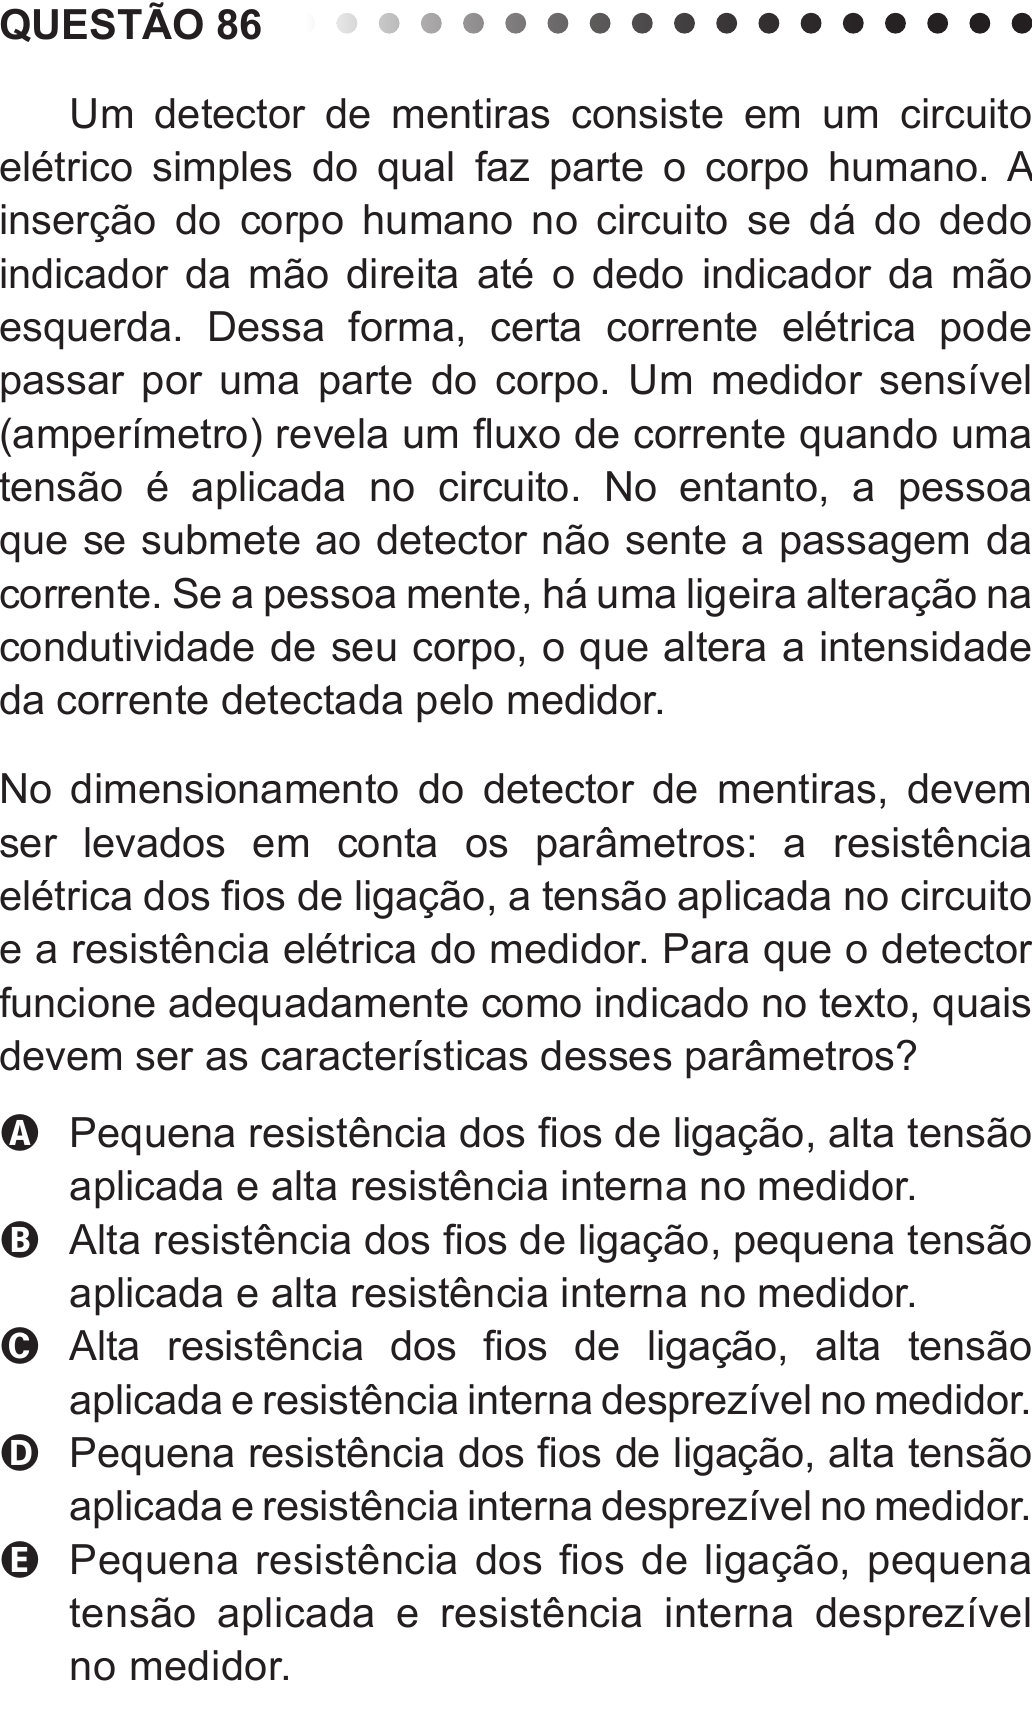 QUESTÃO 86
Um detector de mentiras consiste em um circuito
elétrico simples do qual faz parte o corpo humano. A
inserção do corpo humano no circuito se dá do dedo
indicador da mão direita até o dedo indicador da mão
esquerda. Dessa forma, certa corrente elétrica pode
passar por uma parte do corpo. Um medidor sensível
(amperímetro) revela um fluxo de corrente quando uma
tensão é aplicada no circuito. No entanto, a pessoa
que se submete ao detector não sente a passagem da
corrente. Se a pessoa mente, há uma ligeira alteração na
condutividade de seu corpo, o que altera a intensidade
da corrente detectada pelo medidor.
No dimensionamento do detector de mentiras, devem
ser levados em conta os parâmetros: a resistência
elétrica dos fios de ligação, a tensão aplicada no circuito
e a resistência elétrica do medidor. Para que o detector
funcione adequadamente como indicado no texto, quais
devem ser as características desses parâmetros?
A Pequena resistência dos fios de ligação, alta tensão
aplicada e alta resistência interna no medidor.
B Alta resistência dos fios de ligação, pequena tensão
aplicada e alta resistência interna no medidor.
C Alta resistência dos fios de ligação, alta tensão
aplicada e resistência interna desprezível no medidor.
D Pequena resistência dos fios de ligação, alta tensão
aplicada e resistência interna desprezível no medidor.
E Pequena resistência dos fios de ligação, pequena
tensão aplicada e resistência interna desprezível
no medidor.